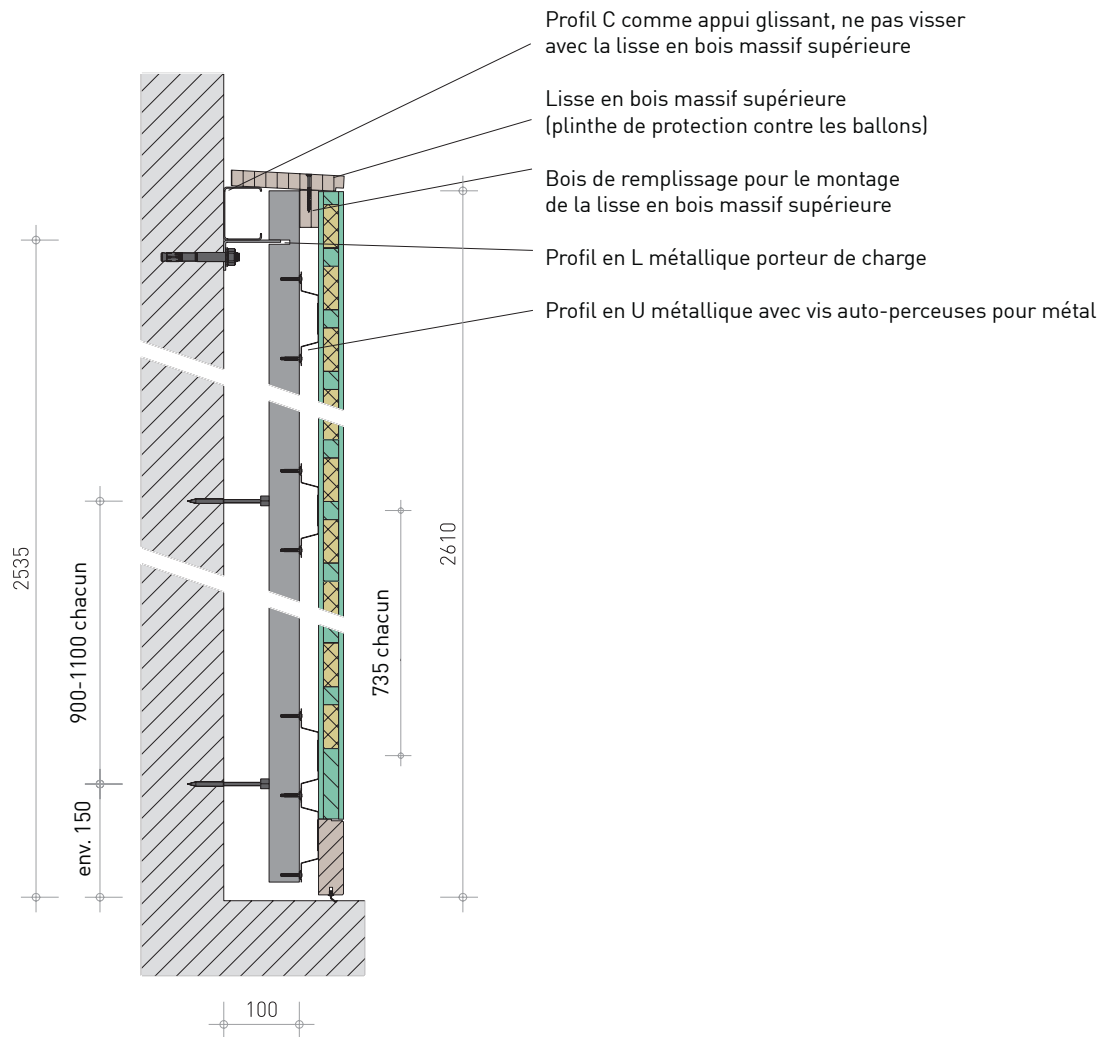 Profil C comme appui glissant, ne pas visser
avec la lisse en bois massif supérieure
Lisse en bois massif supérieure
(plinthe de protection contre les ballons)
Bois de remplissage pour le montage
de la lisse en bois massif supérieure
Profil en L métallique porteur de charge
Profil en U métallique avec vis auto-perceuses pour métal
2535
900-1100 chacun
env. 150
735 chacun
2610
100